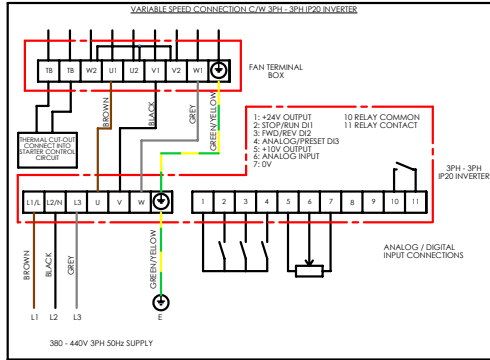 VARIABLE SPEED CONNECTION C/W 3PH - 3PH IP20 INVERTER
TB TB W2 U1 U2 V1 V2 W1
FAN TERMINAL
BOX
BROWN
BLACK
GREY
GREEN/YELLOW
THERMAL CUT-OUT
CONNECT INTO
STARTER CONTROL
CIRCUIT
1: +24V OUTPUT
2: STOP/RUN DI1
3: FWD/REV DI2
4: ANALOG/PRESET DI3
5: +10V OUTPUT
6: ANALOG INPUT
7: 0V
10 RELAY COMMON
11 RELAY CONTACT
3PH - 3PH
IP20 INVERTER
L1/L L2/N L3 U V W
1 2 3 4 5 6 7 8 9 10 11
BROWN
BLACK
GREY
GREEN/YELLOW
ANALOG / DIGITAL
INPUT CONNECTIONS
L1 L2 L3 E
380 - 440V 3PH 50Hz SUPPLY